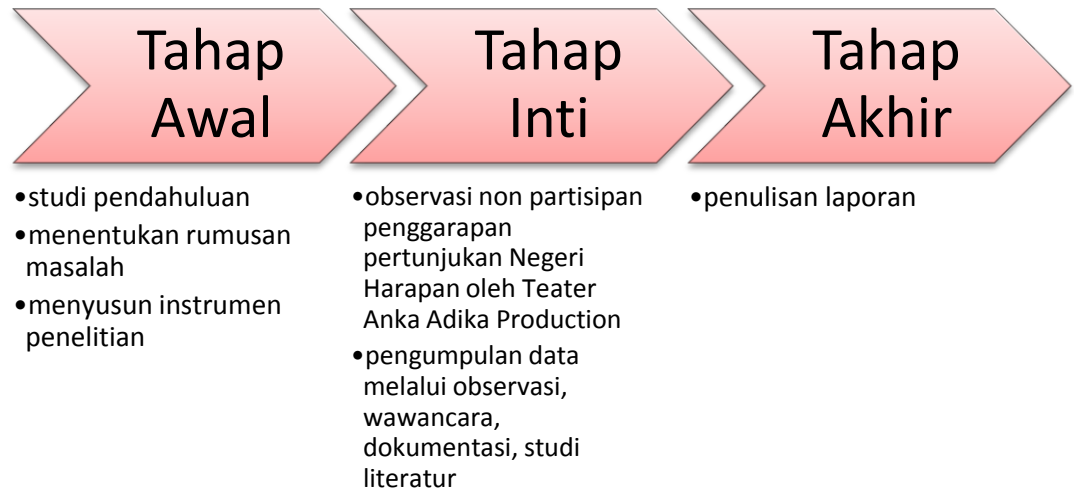 Tahap
Awal
•studi pendahuluan
•menentukan rumusan
masalah
•menyusun instrumen
penelitian
Tahap
Inti
•observasi non partisipan
penggarapan
pertunjukan Negeri
Harapan oleh Teater
Anka Adika Production
•pengumpulan data
melalui observasi,
wawancara,
dokumentasi, studi
literatur
Tahap
Akhir
•penulisan laporan